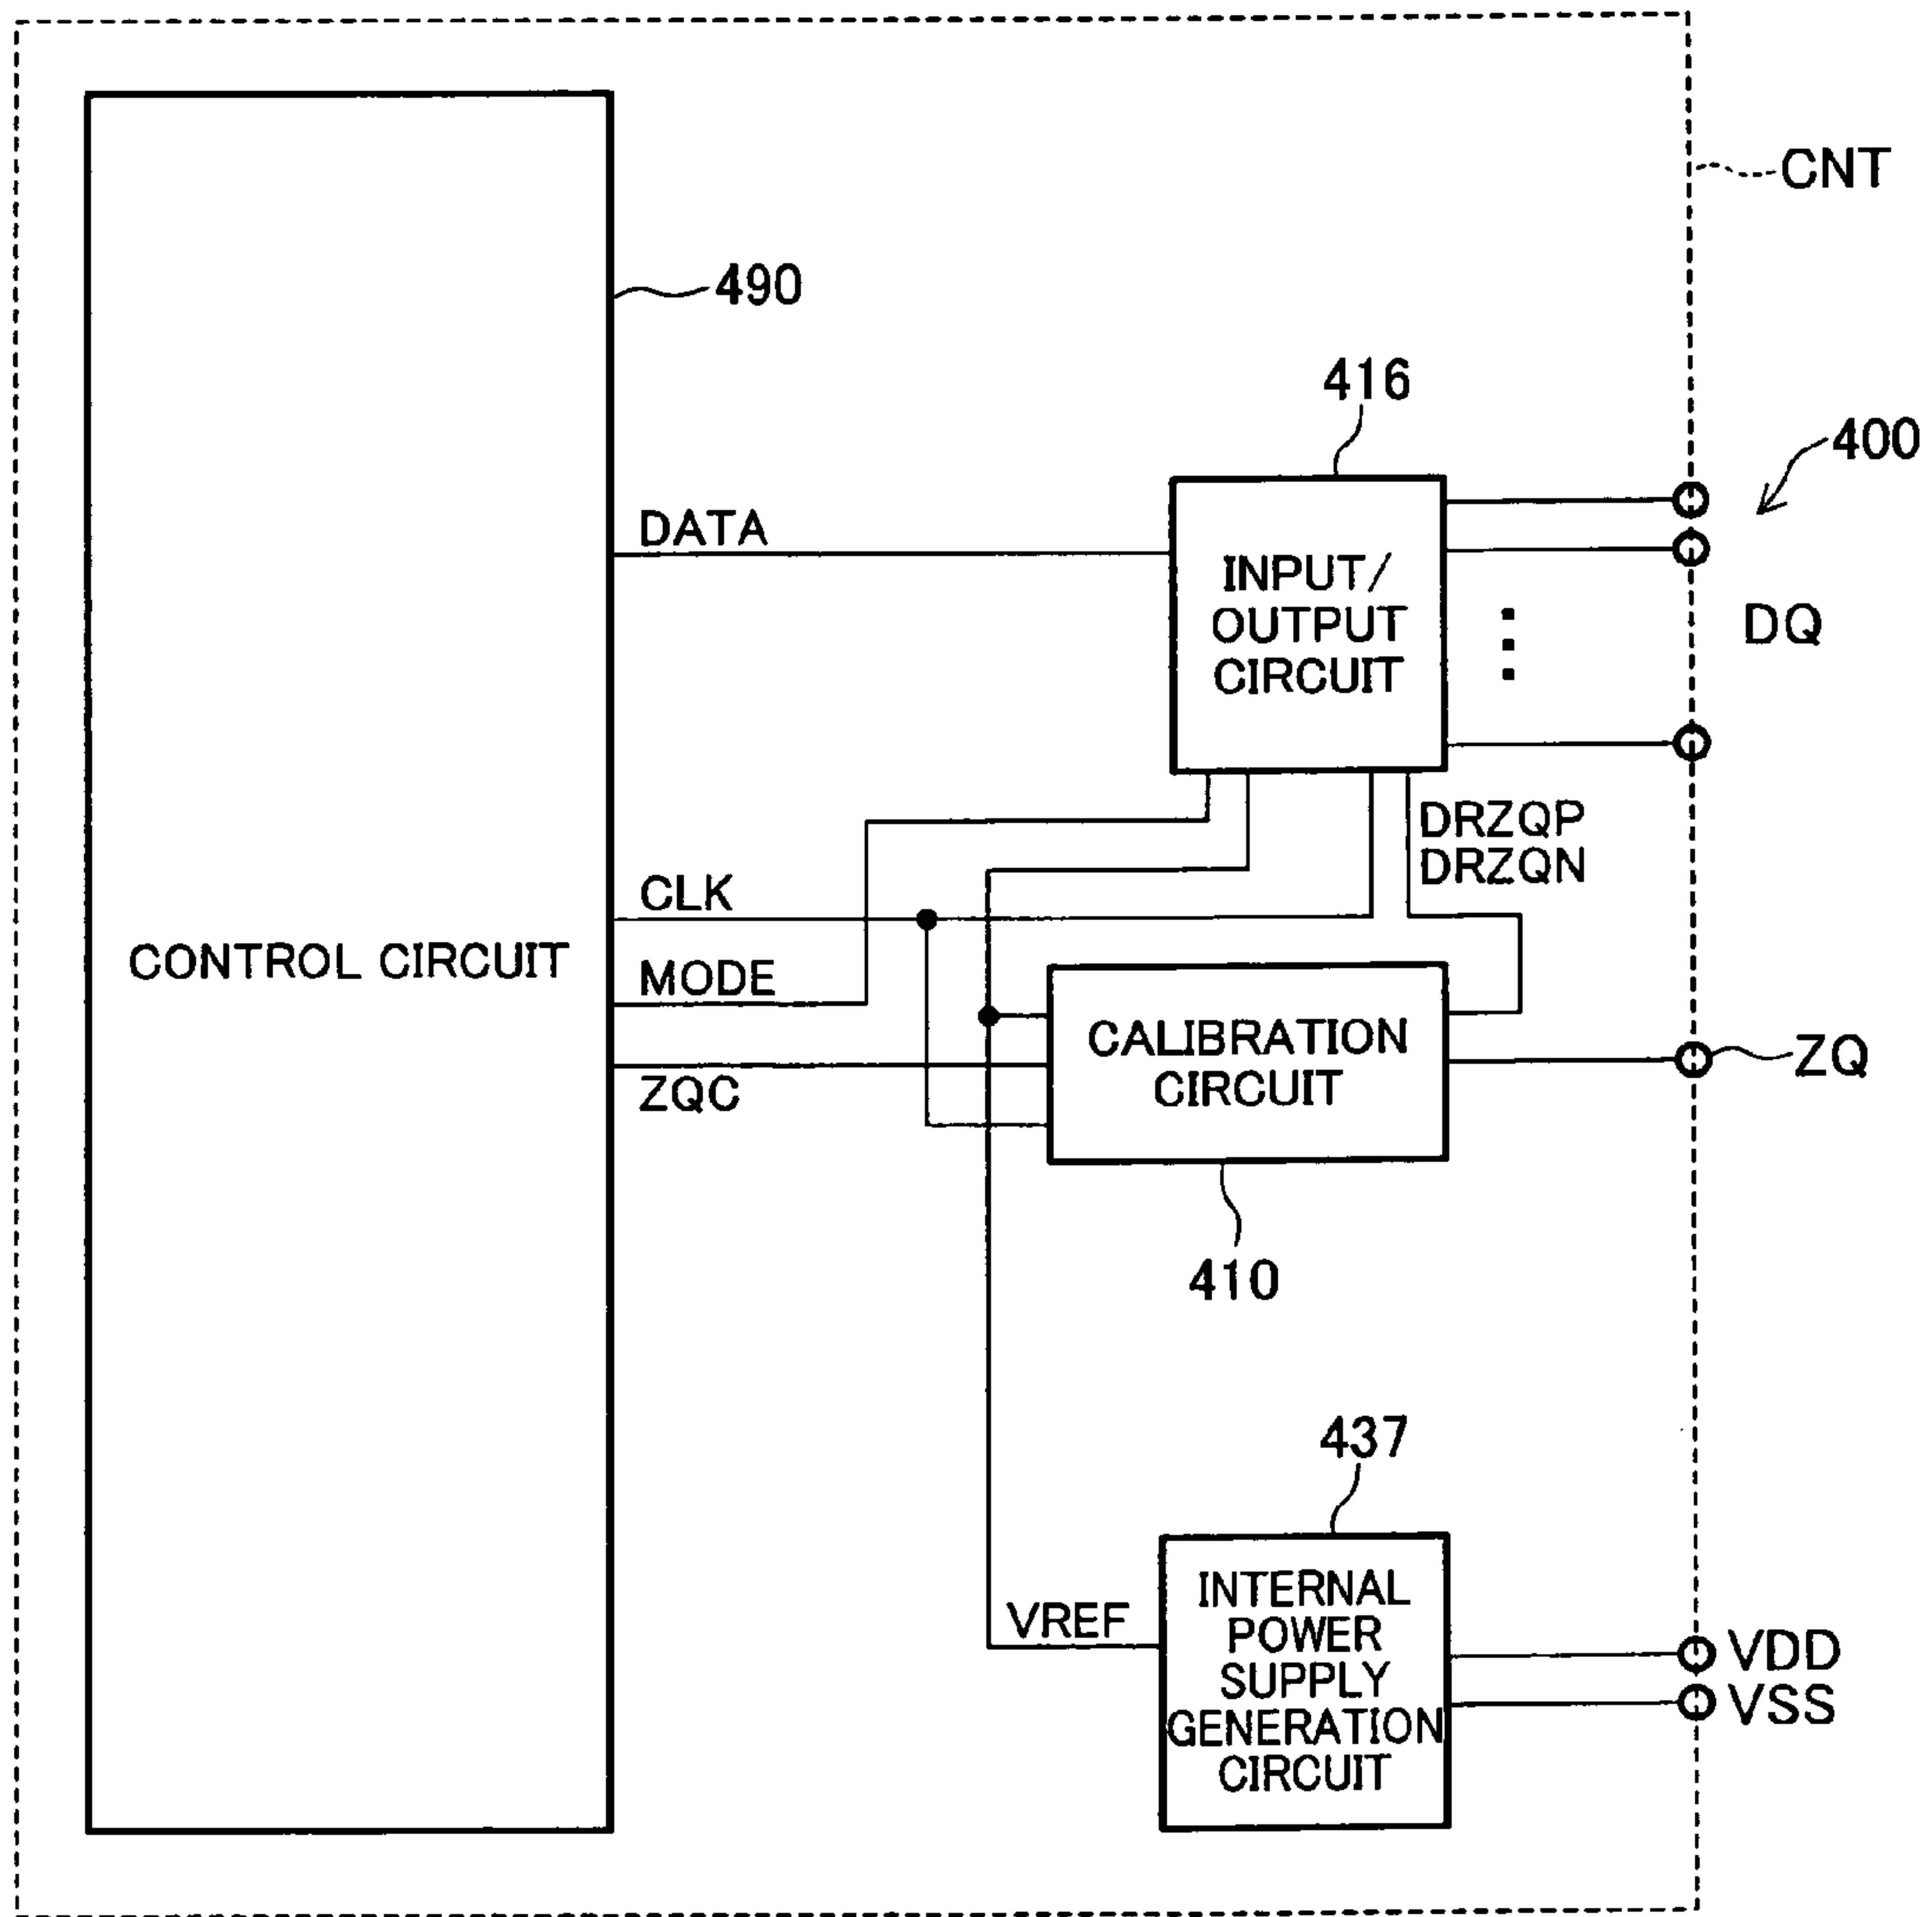 CNT
490
416
400
DATA
INPUT/
OUTPUT
CIRCUIT
DQ
DRZQP
DRZQN
CLK
CONTROL CIRCUIT
MODE
CALIBRATION
CIRCUIT
ZQ
ZQC
410
437
INTERNAL
POWER
SUPPLY
GENERATION
CIRCUIT
VREF
VDD
VSS